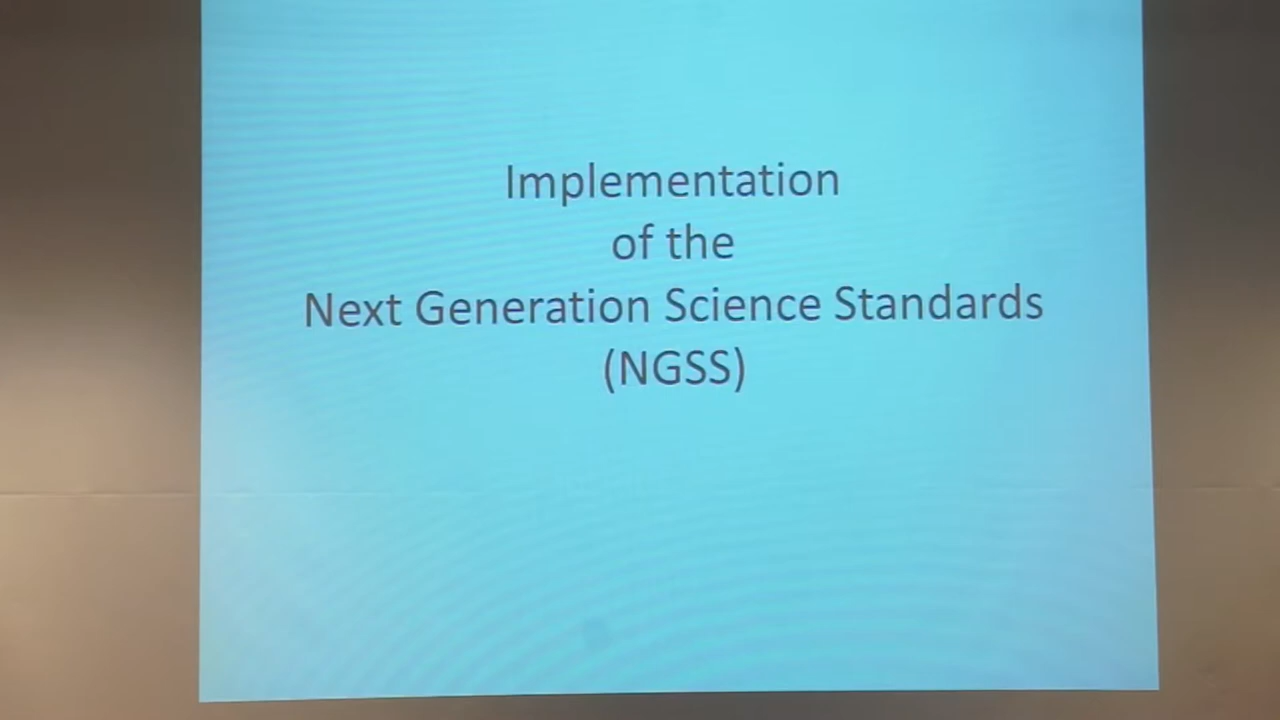 Implementation
of the
Next Generation Science Standards
(NGSS)